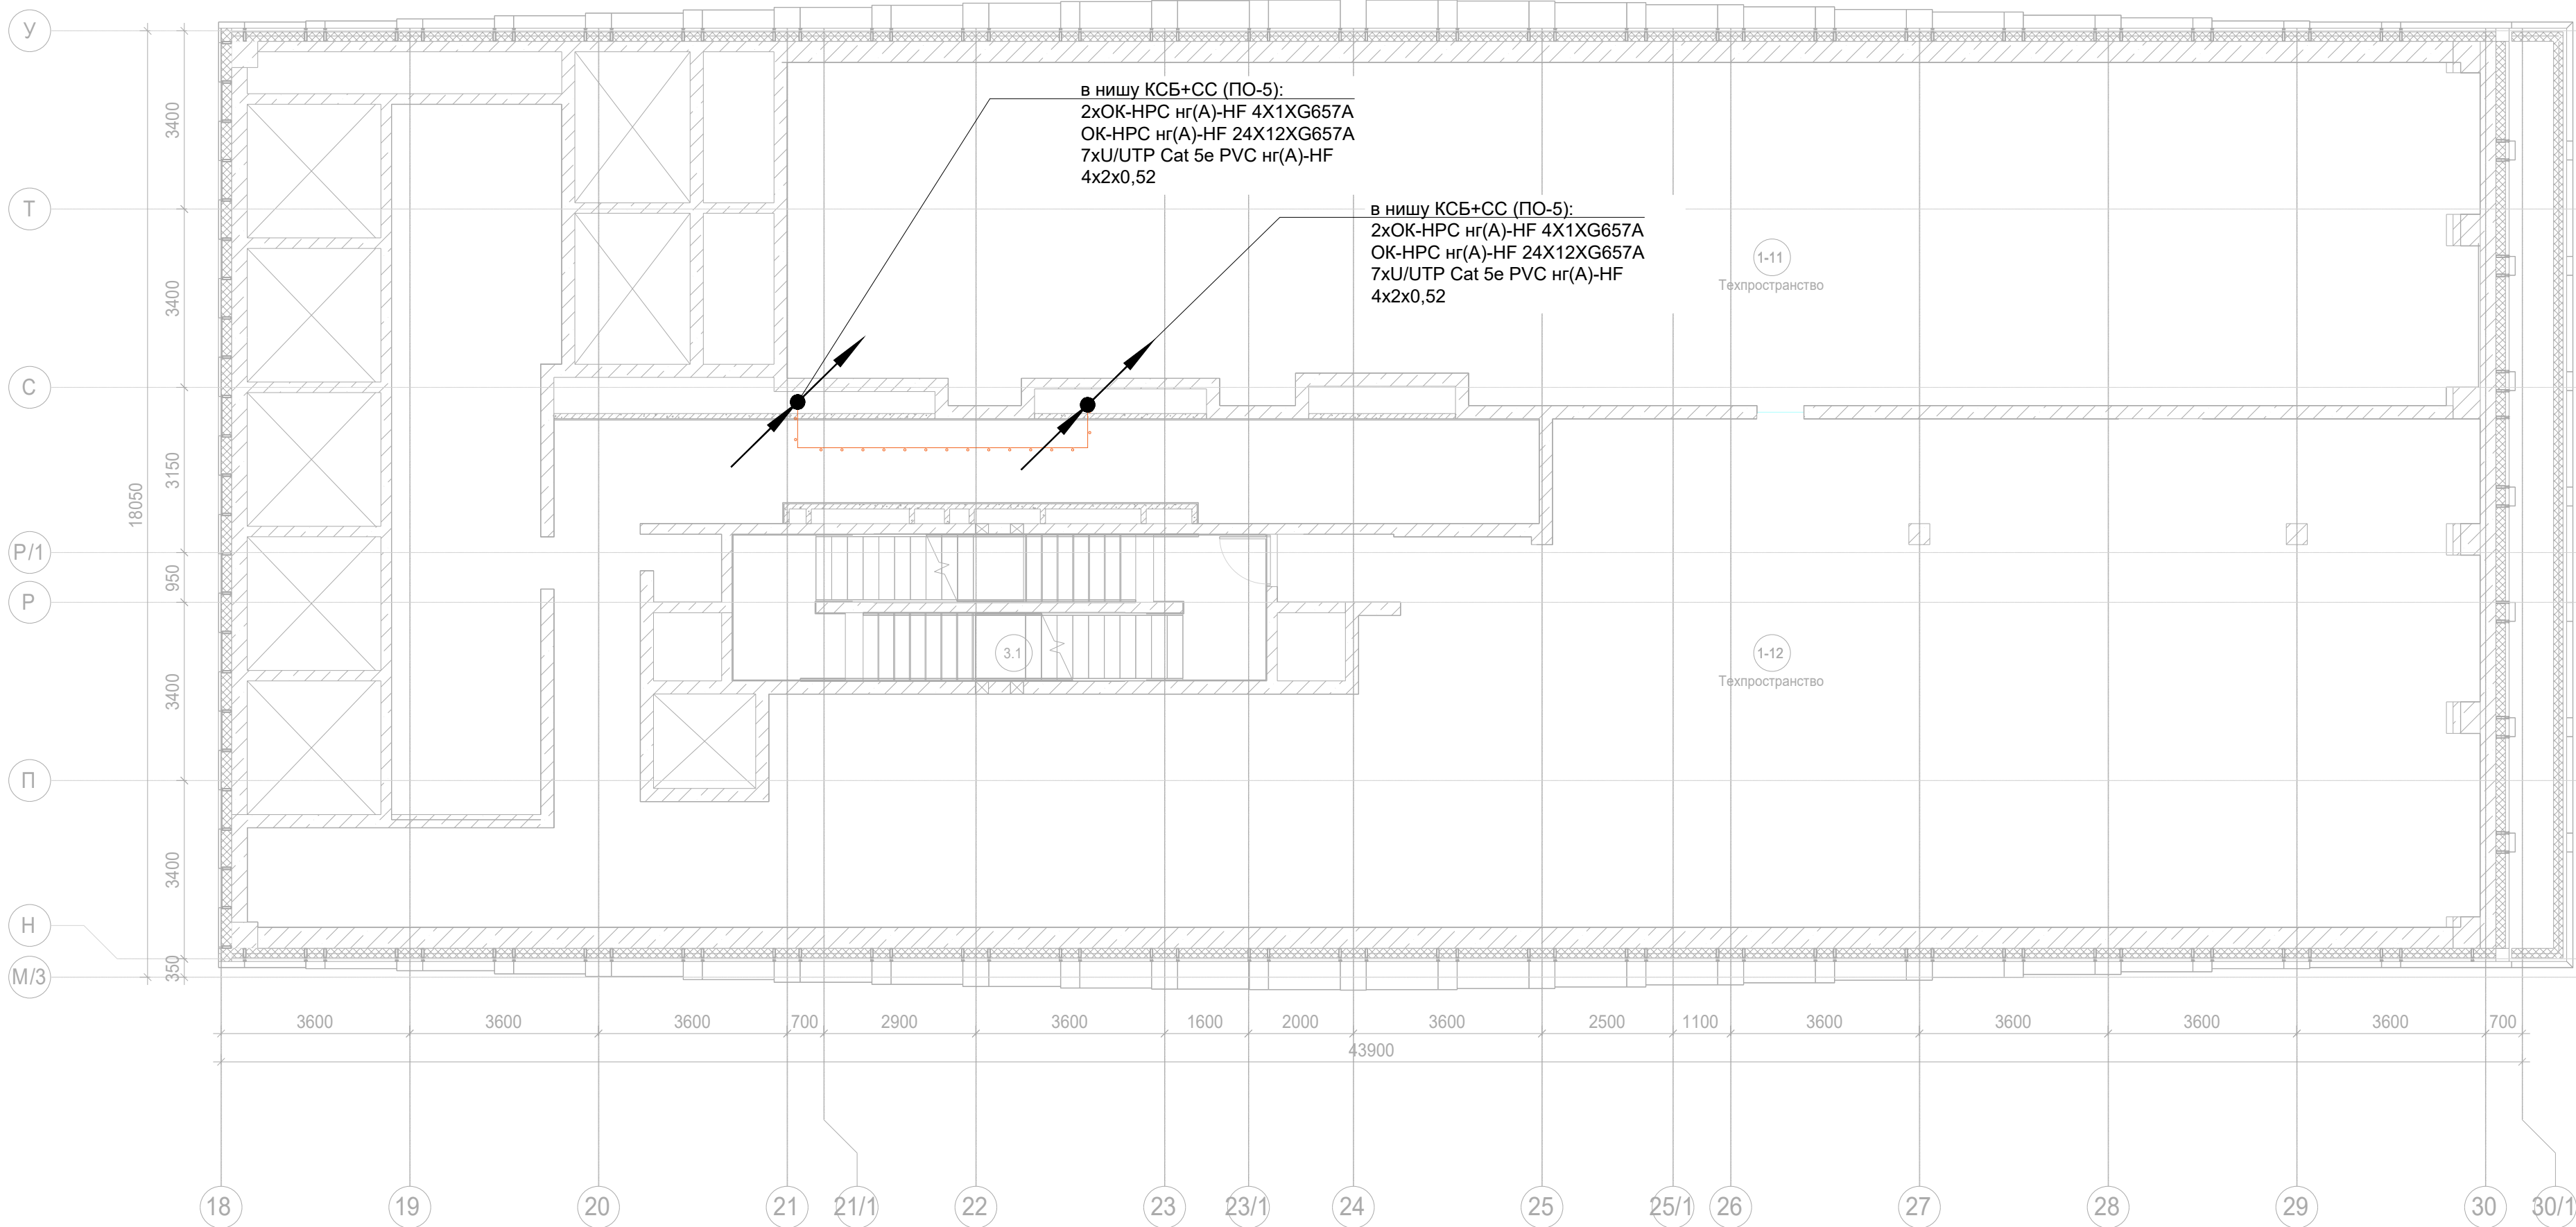 У
в нишу КСБ+СС (ПО-5):
2хОК-НРС нг(А)-HF 4X1XG657A
ОК-НРС нг(А)-HF 24X12XG657A
7xU/UTP Cat 5e PVC нг(А)-HF
4x2x0,52
3400
Т
в нишу КСБ+СС (ПО-5):
2хОК-НРС нг(А)-HF 4X1XG657A
ОК-НРС нг(А)-HF 24X12XG657A
7xU/UTP Cat 5e PVC нг(А)-HF
4x2x0,52
1-11
Техпространство
3400
С
3150
18050
Р/1
950
Р
3.1
1-12
Техпространство
3400
П
3400
Н
350
М/3
3600 3600 3600 700 2900 3600 1600 2000 3600 2500 1100 3600 3600 3600 3600 700
43900
18 19 20 21 21/1 22 23 23/1 24 25 25/1 26 27 28 29 30 30/1